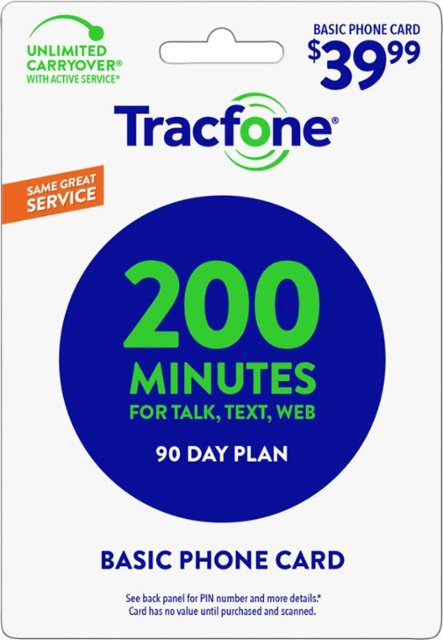 UNLIMITED
CARRYOVER®
WITH ACTIVE SERVICE*
BASIC PHONE CARD
$39.99
Tracfone®
SAME GREAT
SERVICE
200
MINUTES
FOR TALK, TEXT, WEB
90 DAY PLAN
BASIC PHONE CARD
See back panel for PIN number and more details.*
Card has no value until purchased and scanned.